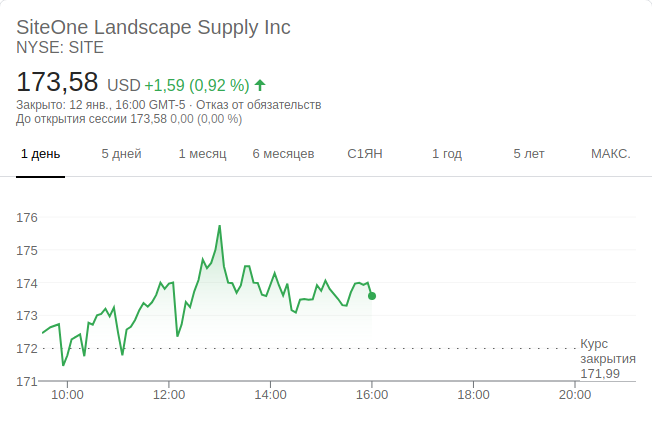 SiteOne Landscape Supply Inc
NYSE: SITE
173,58 USD +1,59 (0,92 %)
Закрыто: 12 янв., 16:00 GMT-5 · Отказ от обязательств
До открытия сессии 173,58 0,00 (0,00 %)
1 день 5 дней 1 месяц 6 месяцев С1ЯН 1 год 5 лет МАКС.
176
175
174
173
172
171
Курс
закрытия
171,99
10:00 12:00 14:00 16:00 18:00 20:00